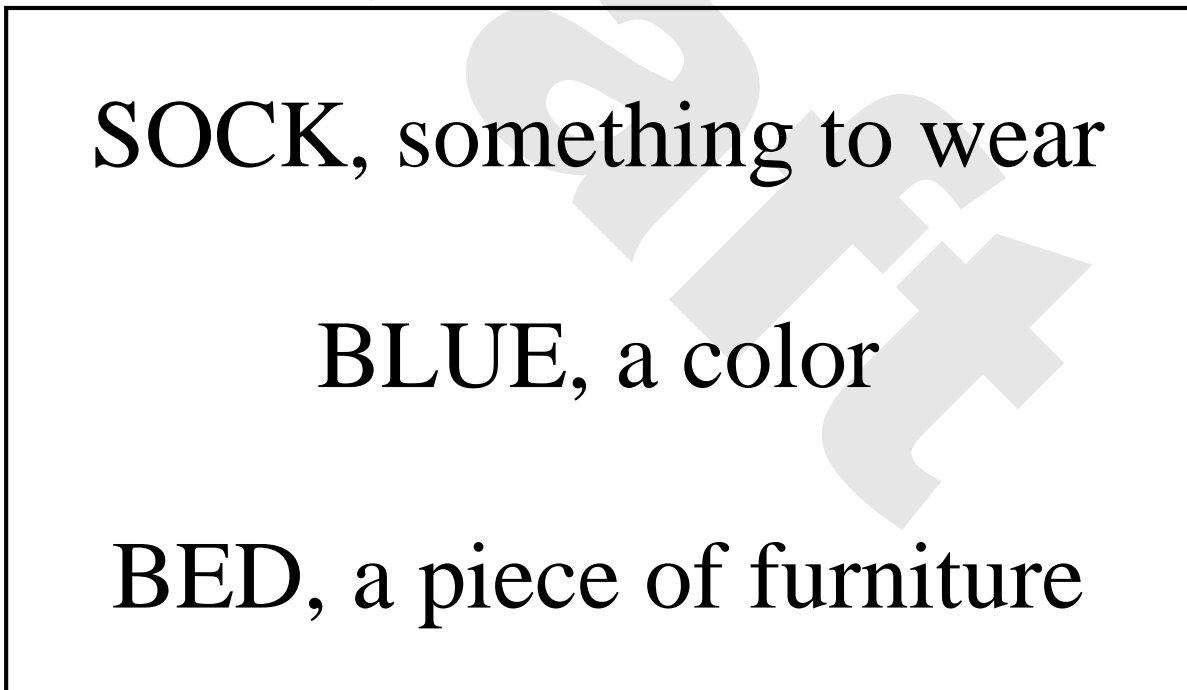 SOCK, something to wear
BLUE, a color
BED, a piece of furniture